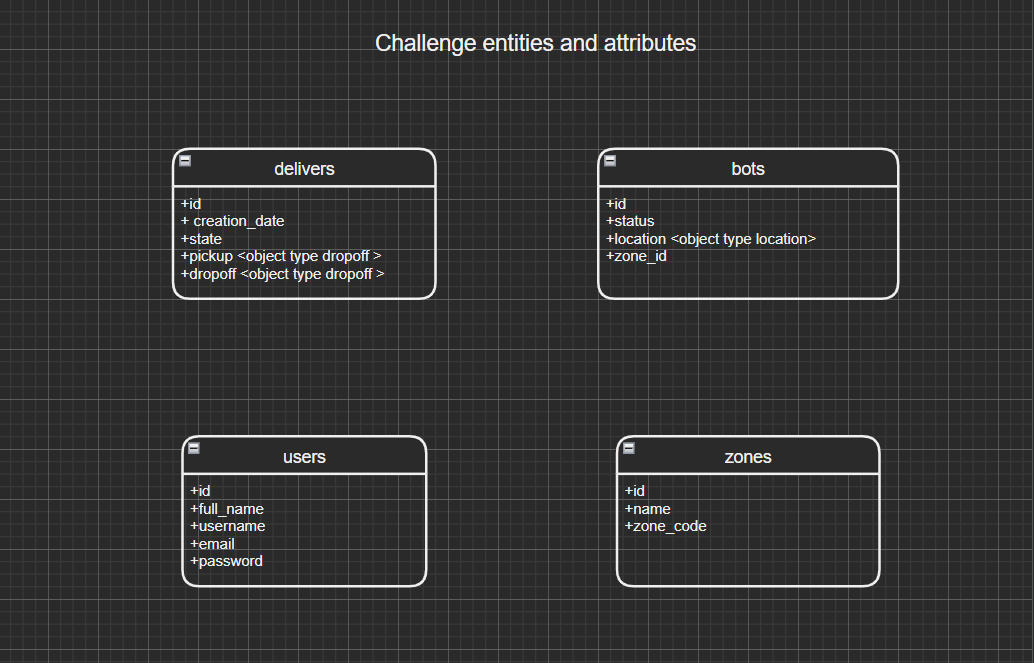 Challenge entities and attributes
delivers
+id
+ creation_date
+state
+pickup <object type dropoff >
+dropoff <object type dropoff >
bots
+id
+status
+location <object type location>
+zone_id
users
+id
+full_name
+username
+email
+password
zones
+id
+name
+zone_code